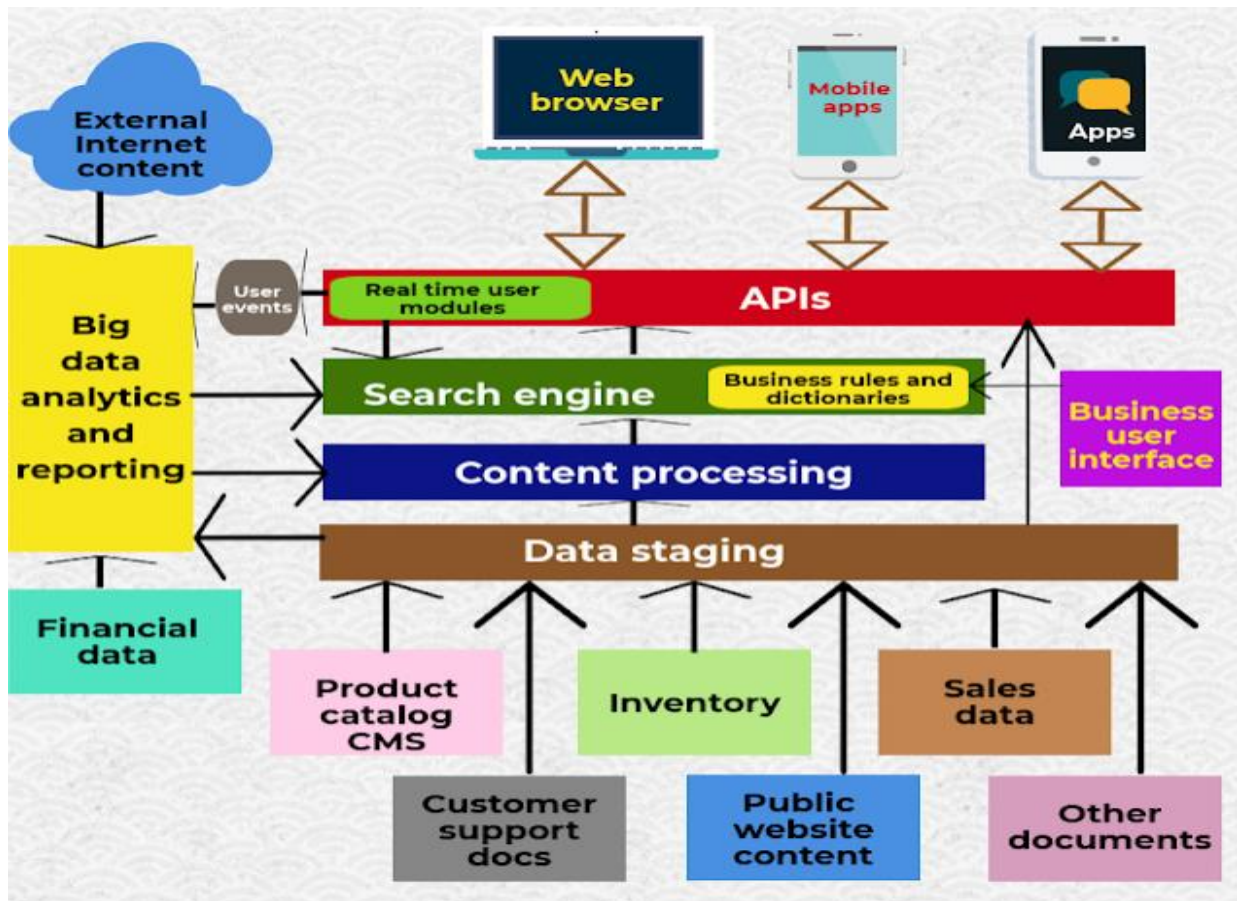 External
Internet
content
Web
browser
Mobile
apps
Apps
User
events
Real time user
modules
APIs
Big
data
analytics
and
reporting
Search engine
Business rules and
dictionaries
Business
user
interface
Content processing
Data staging
Financial
data
Product
catalog
CMS
Inventory
Sales
data
Customer
support
docs
Public
website
content
Other
documents